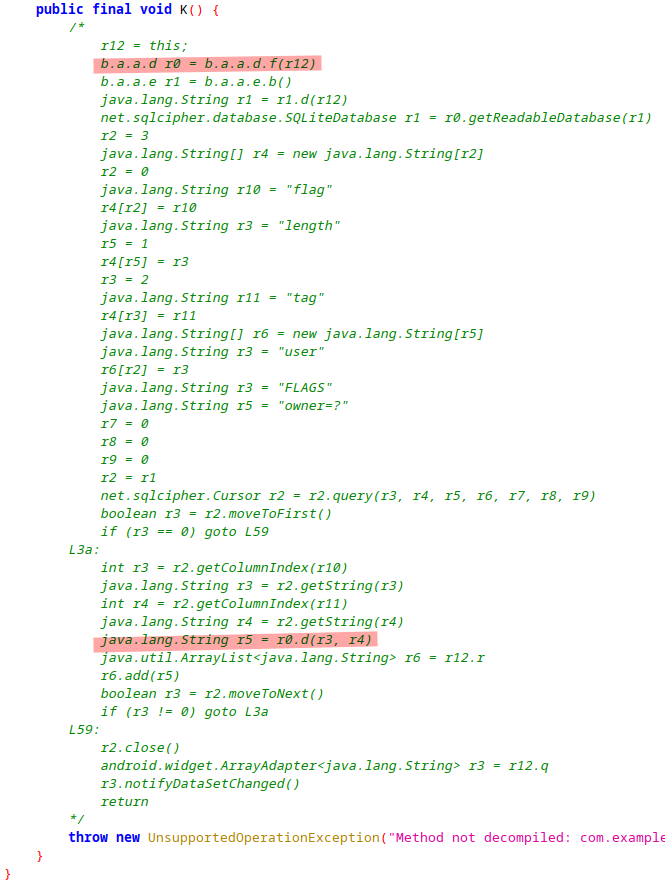 public final void K() {
/*
r12 = this;
b.a.a.d r0 = b.a.a.d.f(r12)
b.a.a.e r1 = b.a.a.e.b()
java.lang.String r1 = r1.d(r12)
net.sqlcipher.database.SQLiteDatabase r1 = r0.getReadableDatabase(r1)
r2 = 3
java.lang.String[] r4 = new java.lang.String[r2]
r2 = 0
java.lang.String r10 = "flag"
r4[r2] = r10
java.lang.String r3 = "length"
r5 = 1
r4[r5] = r3
r3 = 2
java.lang.String r11 = "tag"
r4[r3] = r11
java.lang.String[] r6 = new java.lang.String[r5]
java.lang.String r3 = "user"
r6[r2] = r3
java.lang.String r3 = "FLAGS"
java.lang.String r5 = "owner=?"
r7 = 0
r8 = 0
r9 = 0
r2 = r1
net.sqlcipher.Cursor r2 = r2.query(r3, r4, r5, r6, r7, r8, r9)
boolean r3 = r2.moveToFirst()
if (r3 == 0) goto L59
L3a:
int r3 = r2.getColumnIndex(r10)
java.lang.String r3 = r2.getString(r3)
int r4 = r2.getColumnIndex(r11)
java.lang.String r4 = r2.getString(r4)
java.lang.String r5 = r0.d(r3, r4)
java.util.ArrayList<java.lang.String> r6 = r12.r
r6.add(r5)
boolean r3 = r2.moveToNext()
if (r3 != 0) goto L3a
L59:
r2.close()
android.widget.ArrayAdapter<java.lang.String> r3 = r12.q
r3.notifyDataSetChanged()
return
*/
throw new UnsupportedOperationException("Method not decompiled: com.example
}
}